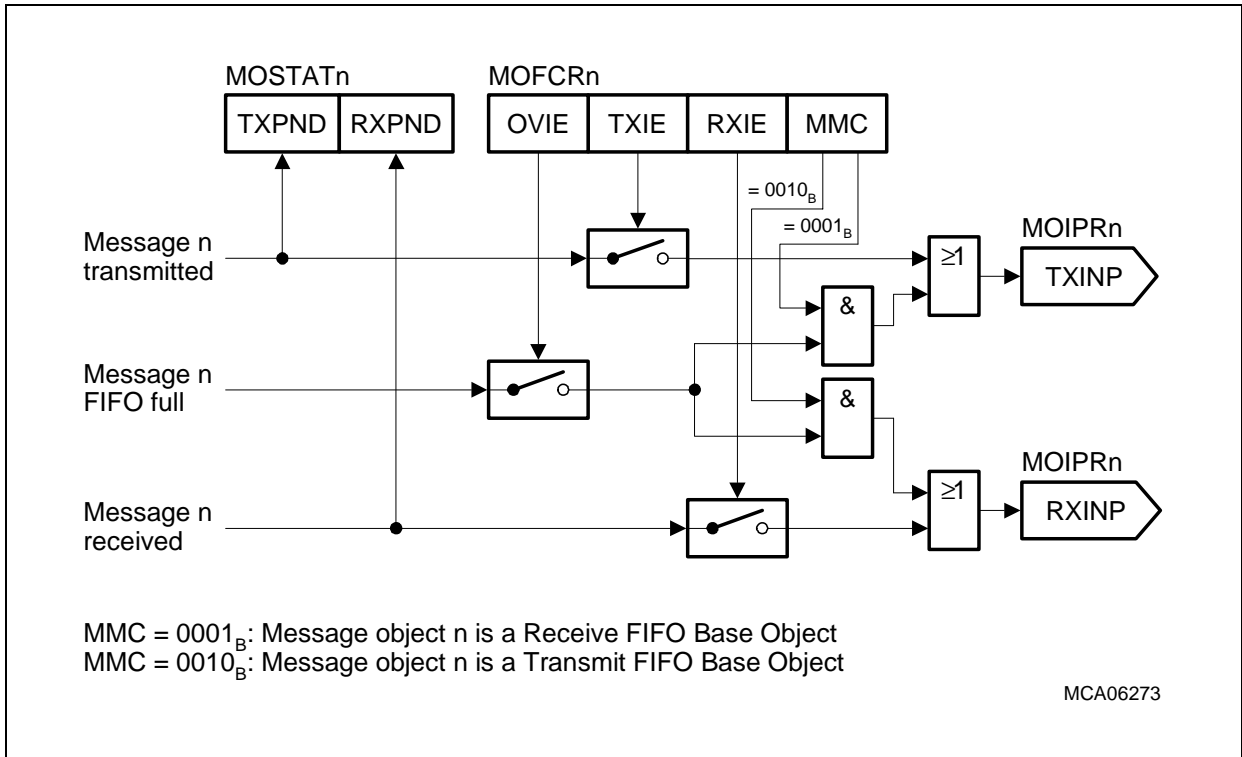 MOSTATn
MOFCRn
TXPND RXPND
OVIE TXIE RXIE MMC
= 0010B
= 0001B
Message n
transmitted
≥1
MOIPRn
TXINP
&
Message n
FIFO full
&
MOIPRn
≥1
RXINP
Message n
received
MMC = 0001B: Message object n is a Receive FIFO Base Object
MMC = 0010B: Message object n is a Transmit FIFO Base Object
MCA06273